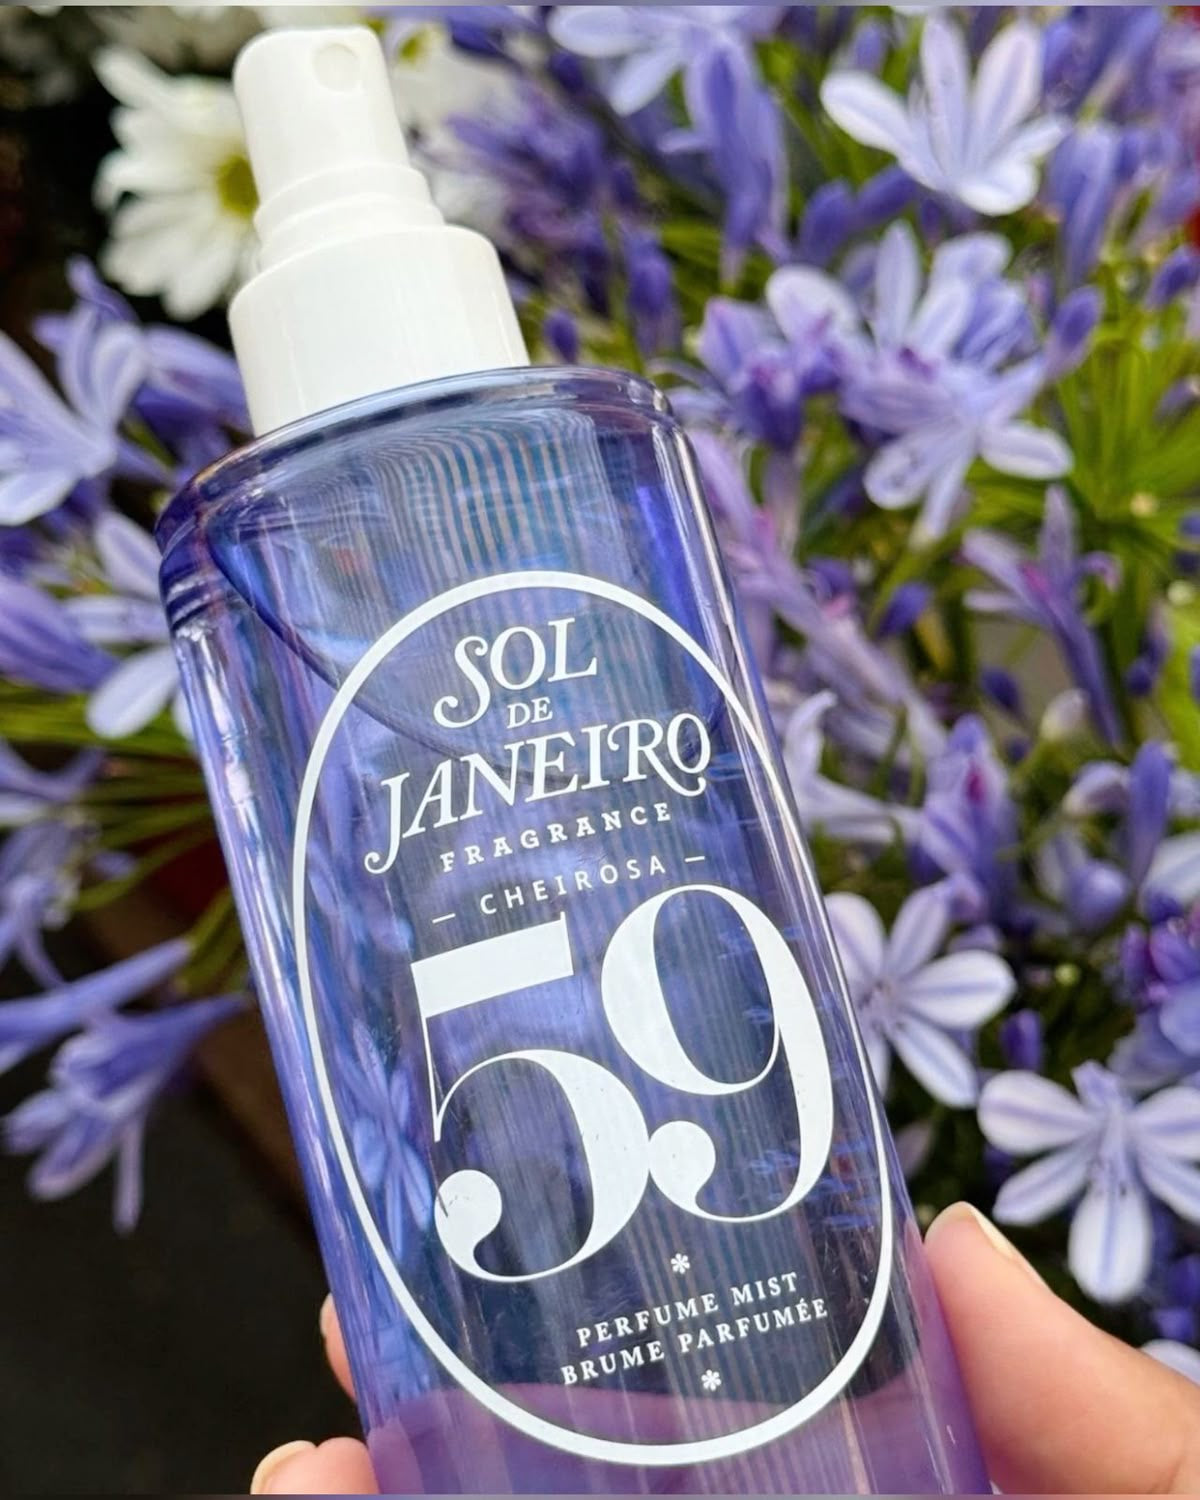 SOL
DE
JANEIRO
FRAGRANCE
— CHEIROSA —
59
*
PERFUME MIST
BRUME PARFUMÉE
*